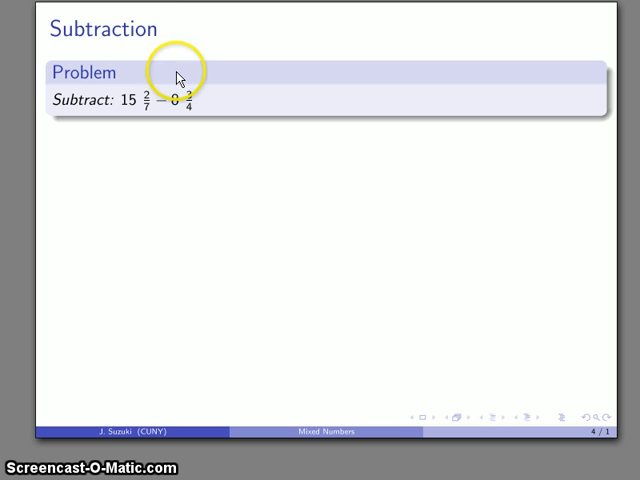 Subtraction
Problem
Subtract: 15 2/7 − 8 3/4
J. Suzuki (CUNY)
Mixed Numbers
4 / 1
Screencast-O-Matic.com